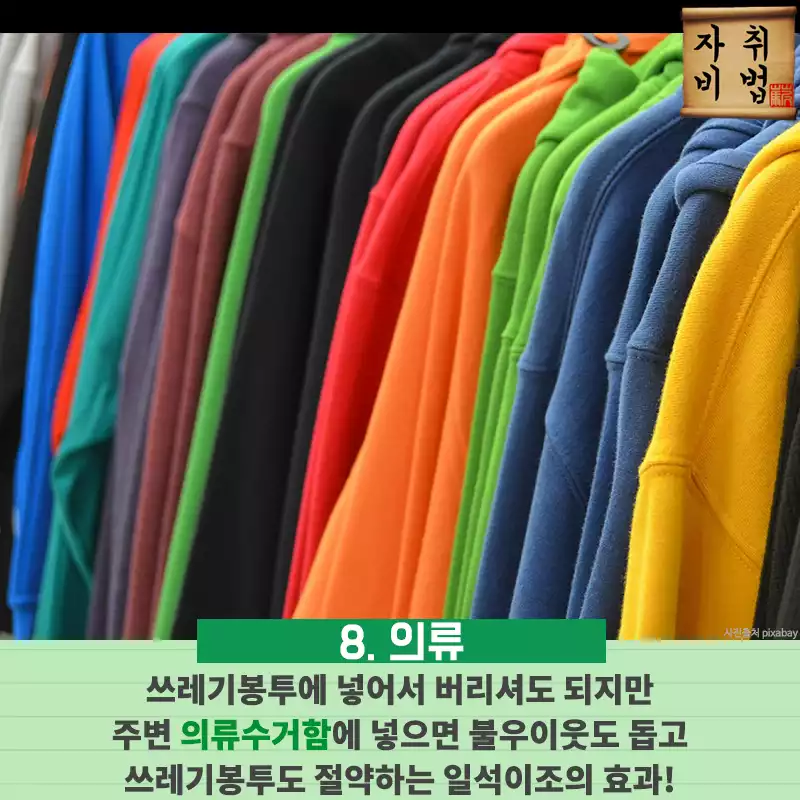 자취
비법
사진출처 pixabay
8. 의류
쓰레기봉투에 넣어서 버리셔도 되지만
주변 의류수거함에 넣으면 불우이웃도 돕고
쓰레기봉투도 절약하는 일석이조의 효과!